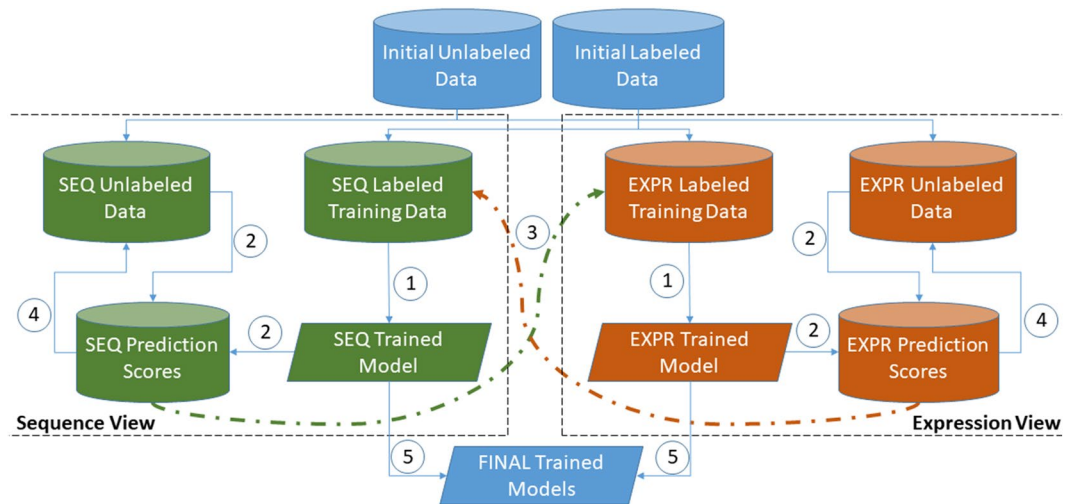 Initial Unlabeled
Data
Initial Labeled
Data
SEQ Unlabeled
Data
SEQ Labeled
Training Data
EXPR Labeled
Training Data
EXPR Unlabeled
Data
2
3
2
1
1
4
2
2
4
SEQ Prediction
Scores
SEQ Trained
Model
EXPR Trained
Model
EXPR Prediction
Scores
Sequence View
Expression View
5
5
FINAL Trained
Models